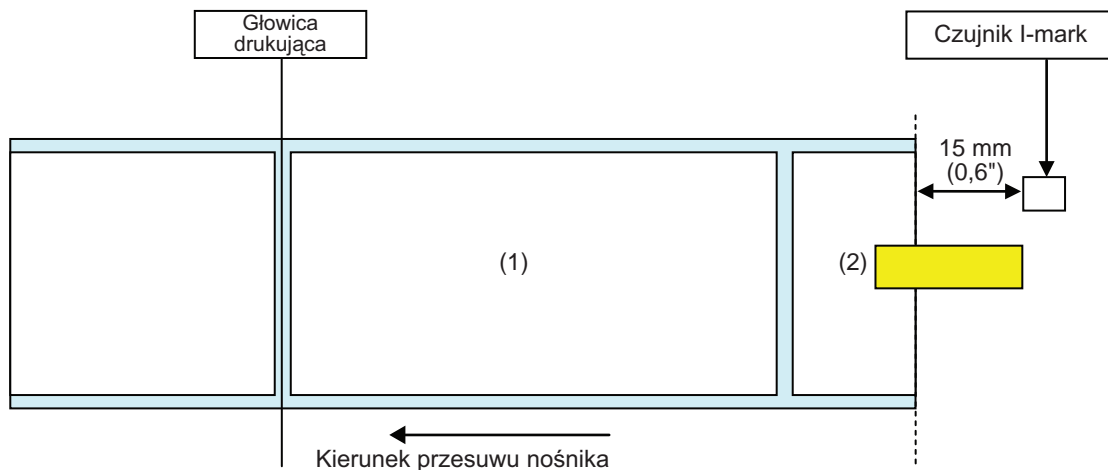 Głowica
drukująca
Czujnik I-mark
15 mm
(0,6")
(1)
(2)
Kierunek przesuwu nośnika